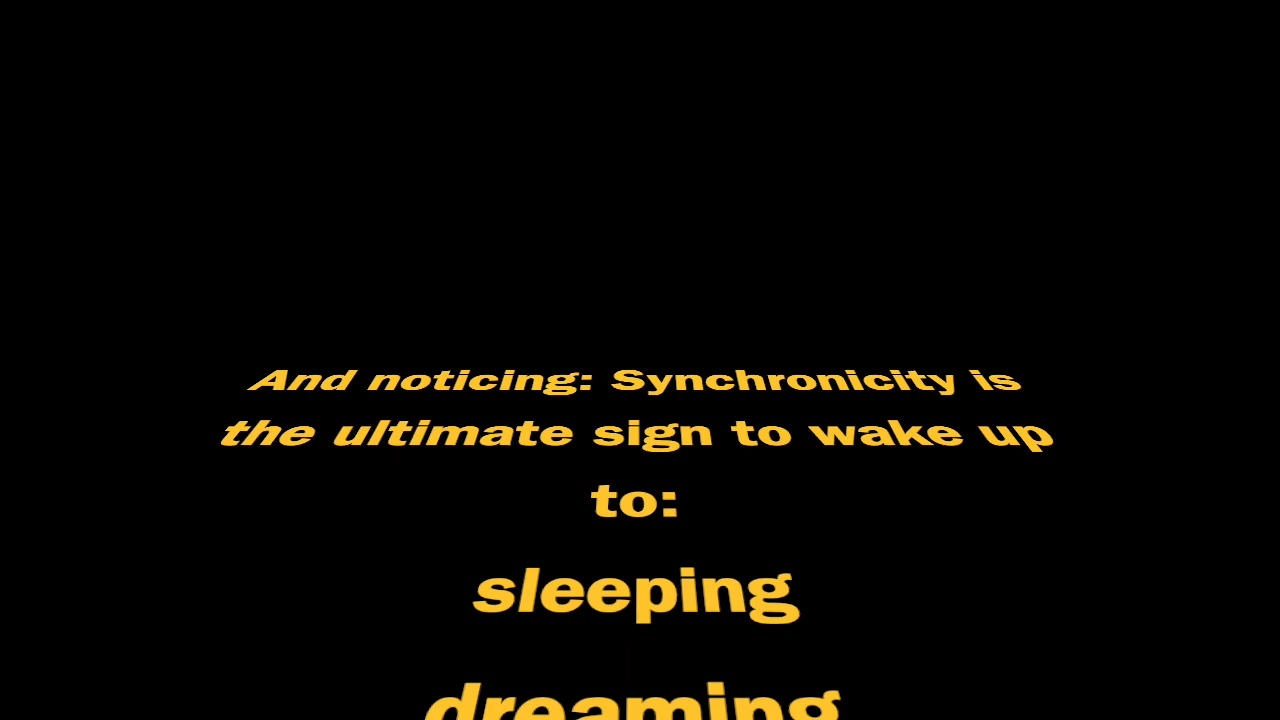 And noticing: Synchronicity is
the ultimate sign to wake up
to:
sleeping
dreaming